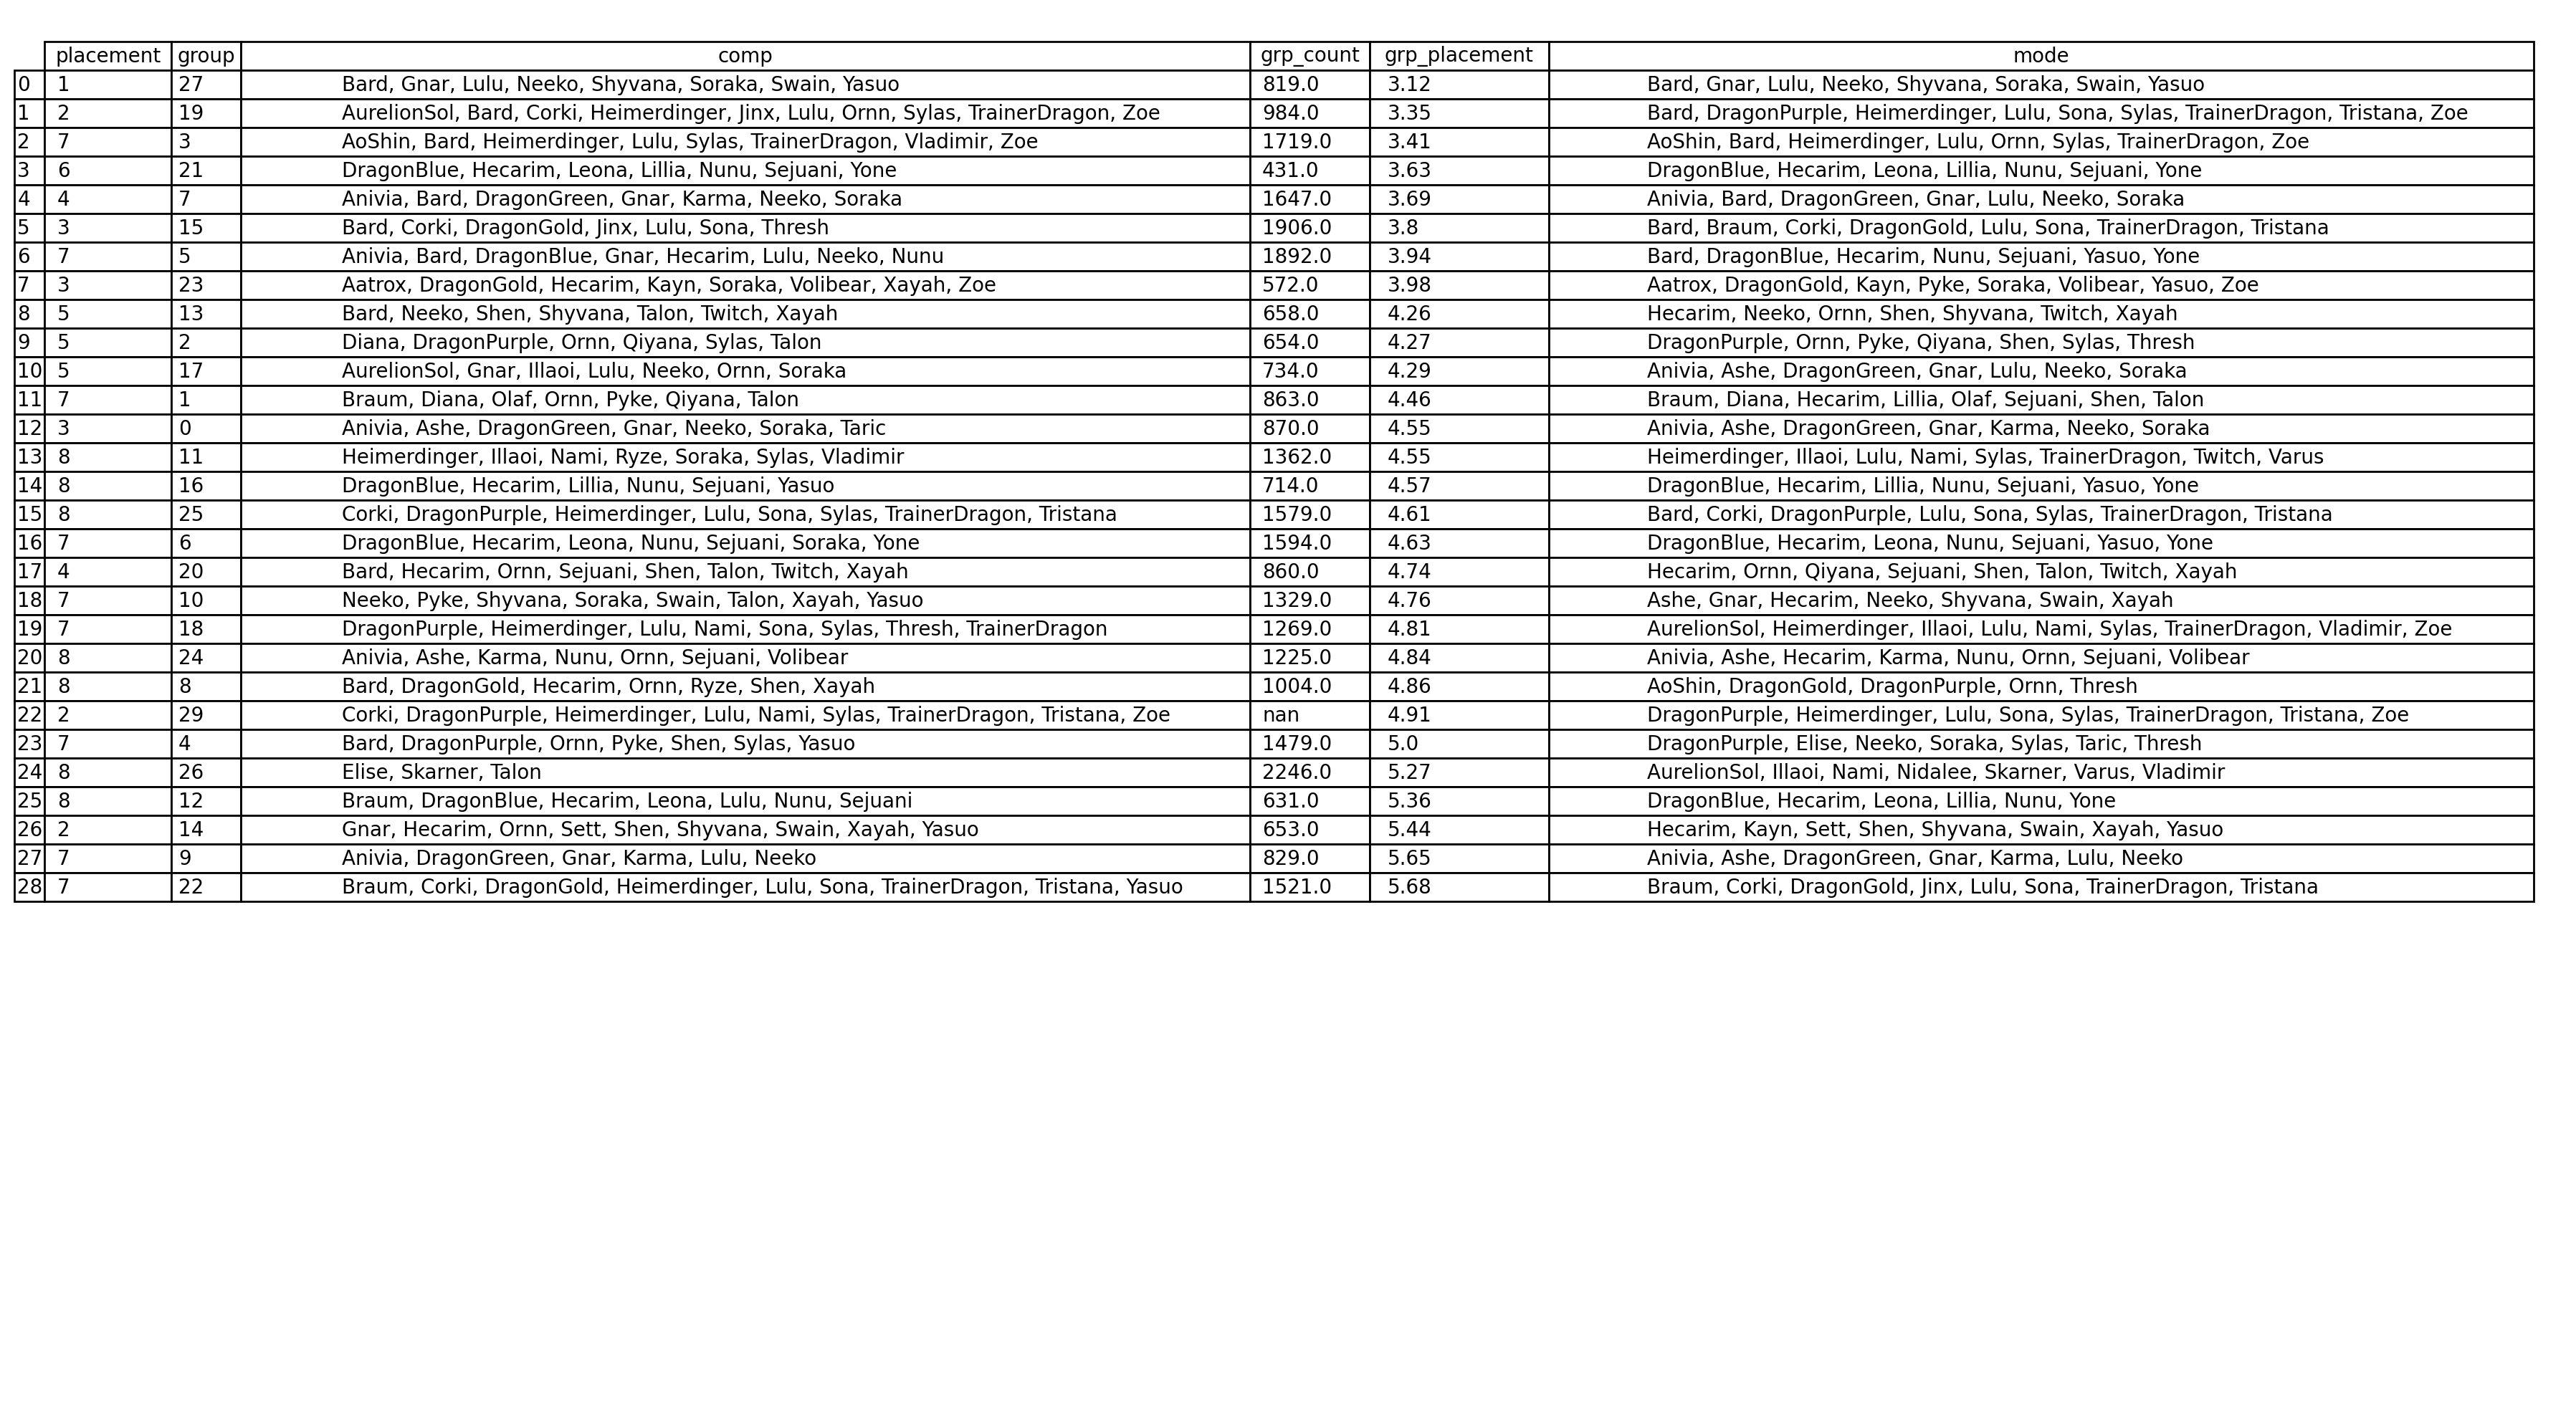 placement group comp grp_count grp_placement mode
0 1 27 Bard, Gnar, Lulu, Neeko, Shyvana, Soraka, Swain, Yasuo 819.0 3.12 Bard, Gnar, Lulu, Neeko, Shyvana, Soraka, Swain, Yasuo
1 2 19 AurelionSol, Bard, Corki, Heimerdinger, Jinx, Lulu, Ornn, Sylas, TrainerDragon, Zoe 984.0 3.35 Bard, DragonPurple, Heimerdinger, Lulu, Sona, Sylas, TrainerDragon, Tristana, Zoe
2 7 3 AoShin, Bard, Heimerdinger, Lulu, Sylas, TrainerDragon, Vladimir, Zoe 1719.0 3.41 AoShin, Bard, Heimerdinger, Lulu, Ornn, Sylas, TrainerDragon, Zoe
3 6 21 DragonBlue, Hecarim, Leona, Lillia, Nunu, Sejuani, Yone 431.0 3.63 DragonBlue, Hecarim, Leona, Lillia, Nunu, Sejuani, Yone
4 4 7 Anivia, Bard, DragonGreen, Gnar, Karma, Neeko, Soraka 1647.0 3.69 Anivia, Bard, DragonGreen, Gnar, Lulu, Neeko, Soraka
5 3 15 Bard, Corki, DragonGold, Jinx, Lulu, Sona, Thresh 1906.0 3.8 Bard, Braum, Corki, DragonGold, Lulu, Sona, TrainerDragon, Tristana
6 7 5 Anivia, Bard, DragonBlue, Gnar, Hecarim, Lulu, Neeko, Nunu 1892.0 3.94 Bard, DragonBlue, Hecarim, Nunu, Sejuani, Yasuo, Yone
7 3 23 Aatrox, DragonGold, Hecarim, Kayn, Soraka, Volibear, Xayah, Zoe 572.0 3.98 Aatrox, DragonGold, Kayn, Pyke, Soraka, Volibear, Yasuo, Zoe
8 5 13 Bard, Neeko, Shen, Shyvana, Talon, Twitch, Xayah 658.0 4.26 Hecarim, Neeko, Ornn, Shen, Shyvana, Twitch, Xayah
9 5 2 Diana, DragonPurple, Ornn, Qiyana, Sylas, Talon 654.0 4.27 DragonPurple, Ornn, Pyke, Qiyana, Shen, Sylas, Thresh
10 5 17 AurelionSol, Gnar, Illaoi, Lulu, Neeko, Ornn, Soraka 734.0 4.29 Anivia, Ashe, DragonGreen, Gnar, Lulu, Neeko, Soraka
11 7 1 Braum, Diana, Olaf, Ornn, Pyke, Qiyana, Talon 863.0 4.46 Braum, Diana, Hecarim, Lillia, Olaf, Sejuani, Shen, Talon
12 3 0 Anivia, Ashe, DragonGreen, Gnar, Neeko, Soraka, Taric 870.0 4.55 Anivia, Ashe, DragonGreen, Gnar, Karma, Neeko, Soraka
13 8 11 Heimerdinger, Illaoi, Nami, Ryze, Soraka, Sylas, Vladimir 1362.0 4.55 Heimerdinger, Illaoi, Lulu, Nami, Sylas, TrainerDragon, Twitch, Varus
14 8 16 DragonBlue, Hecarim, Lillia, Nunu, Sejuani, Yasuo 714.0 4.57 DragonBlue, Hecarim, Lillia, Nunu, Sejuani, Yasuo, Yone
15 8 25 Corki, DragonPurple, Heimerdinger, Lulu, Sona, Sylas, TrainerDragon, Tristana 1579.0 4.61 Bard, Corki, DragonPurple, Lulu, Sona, Sylas, TrainerDragon, Tristana
16 7 6 DragonBlue, Hecarim, Leona, Nunu, Sejuani, Soraka, Yone 1594.0 4.63 DragonBlue, Hecarim, Leona, Nunu, Sejuani, Yasuo, Yone
17 4 20 Bard, Hecarim, Ornn, Sejuani, Shen, Talon, Twitch, Xayah 860.0 4.74 Hecarim, Ornn, Qiyana, Sejuani, Shen, Talon, Twitch, Xayah
18 7 10 Neeko, Pyke, Shyvana, Soraka, Swain, Talon, Xayah, Yasuo 1329.0 4.76 Ashe, Gnar, Hecarim, Neeko, Shyvana, Swain, Xayah
19 7 18 DragonPurple, Heimerdinger, Lulu, Nami, Sona, Sylas, Thresh, TrainerDragon 1269.0 4.81 AurelionSol, Heimerdinger, Illaoi, Lulu, Nami, Sylas, TrainerDragon, Vladimir, Zoe
20 8 24 Anivia, Ashe, Karma, Nunu, Ornn, Sejuani, Volibear 1225.0 4.84 Anivia, Ashe, Hecarim, Karma, Nunu, Ornn, Sejuani, Volibear
21 8 8 Bard, DragonGold, Hecarim, Ornn, Ryze, Shen, Xayah 1004.0 4.86 AoShin, DragonGold, DragonPurple, Ornn, Thresh
22 2 29 Corki, DragonPurple, Heimerdinger, Lulu, Nami, Sylas, TrainerDragon, Tristana, Zoe nan 4.91 DragonPurple, Heimerdinger, Lulu, Sona, Sylas, TrainerDragon, Tristana, Zoe
23 7 4 Bard, DragonPurple, Ornn, Pyke, Shen, Sylas, Yasuo 1479.0 5.0 DragonPurple, Elise, Neeko, Soraka, Sylas, Taric, Thresh
24 8 26 Elise, Skarner, Talon 2246.0 5.27 AurelionSol, Illaoi, Nami, Nidalee, Skarner, Varus, Vladimir
25 8 12 Braum, DragonBlue, Hecarim, Leona, Lulu, Nunu, Sejuani 631.0 5.36 DragonBlue, Hecarim, Leona, Lillia, Nunu, Yone
26 2 14 Gnar, Hecarim, Ornn, Sett, Shen, Shyvana, Swain, Xayah, Yasuo 653.0 5.44 Hecarim, Kayn, Sett, Shen, Shyvana, Swain, Xayah, Yasuo
27 7 9 Anivia, DragonGreen, Gnar, Karma, Lulu, Neeko 829.0 5.65 Anivia, Ashe, DragonGreen, Gnar, Karma, Lulu, Neeko
28 7 22 Braum, Corki, DragonGold, Heimerdinger, Lulu, Sona, TrainerDragon, Tristana, Yasuo 1521.0 5.68 Braum, Corki, DragonGold, Jinx, Lulu, Sona, TrainerDragon, Tristana